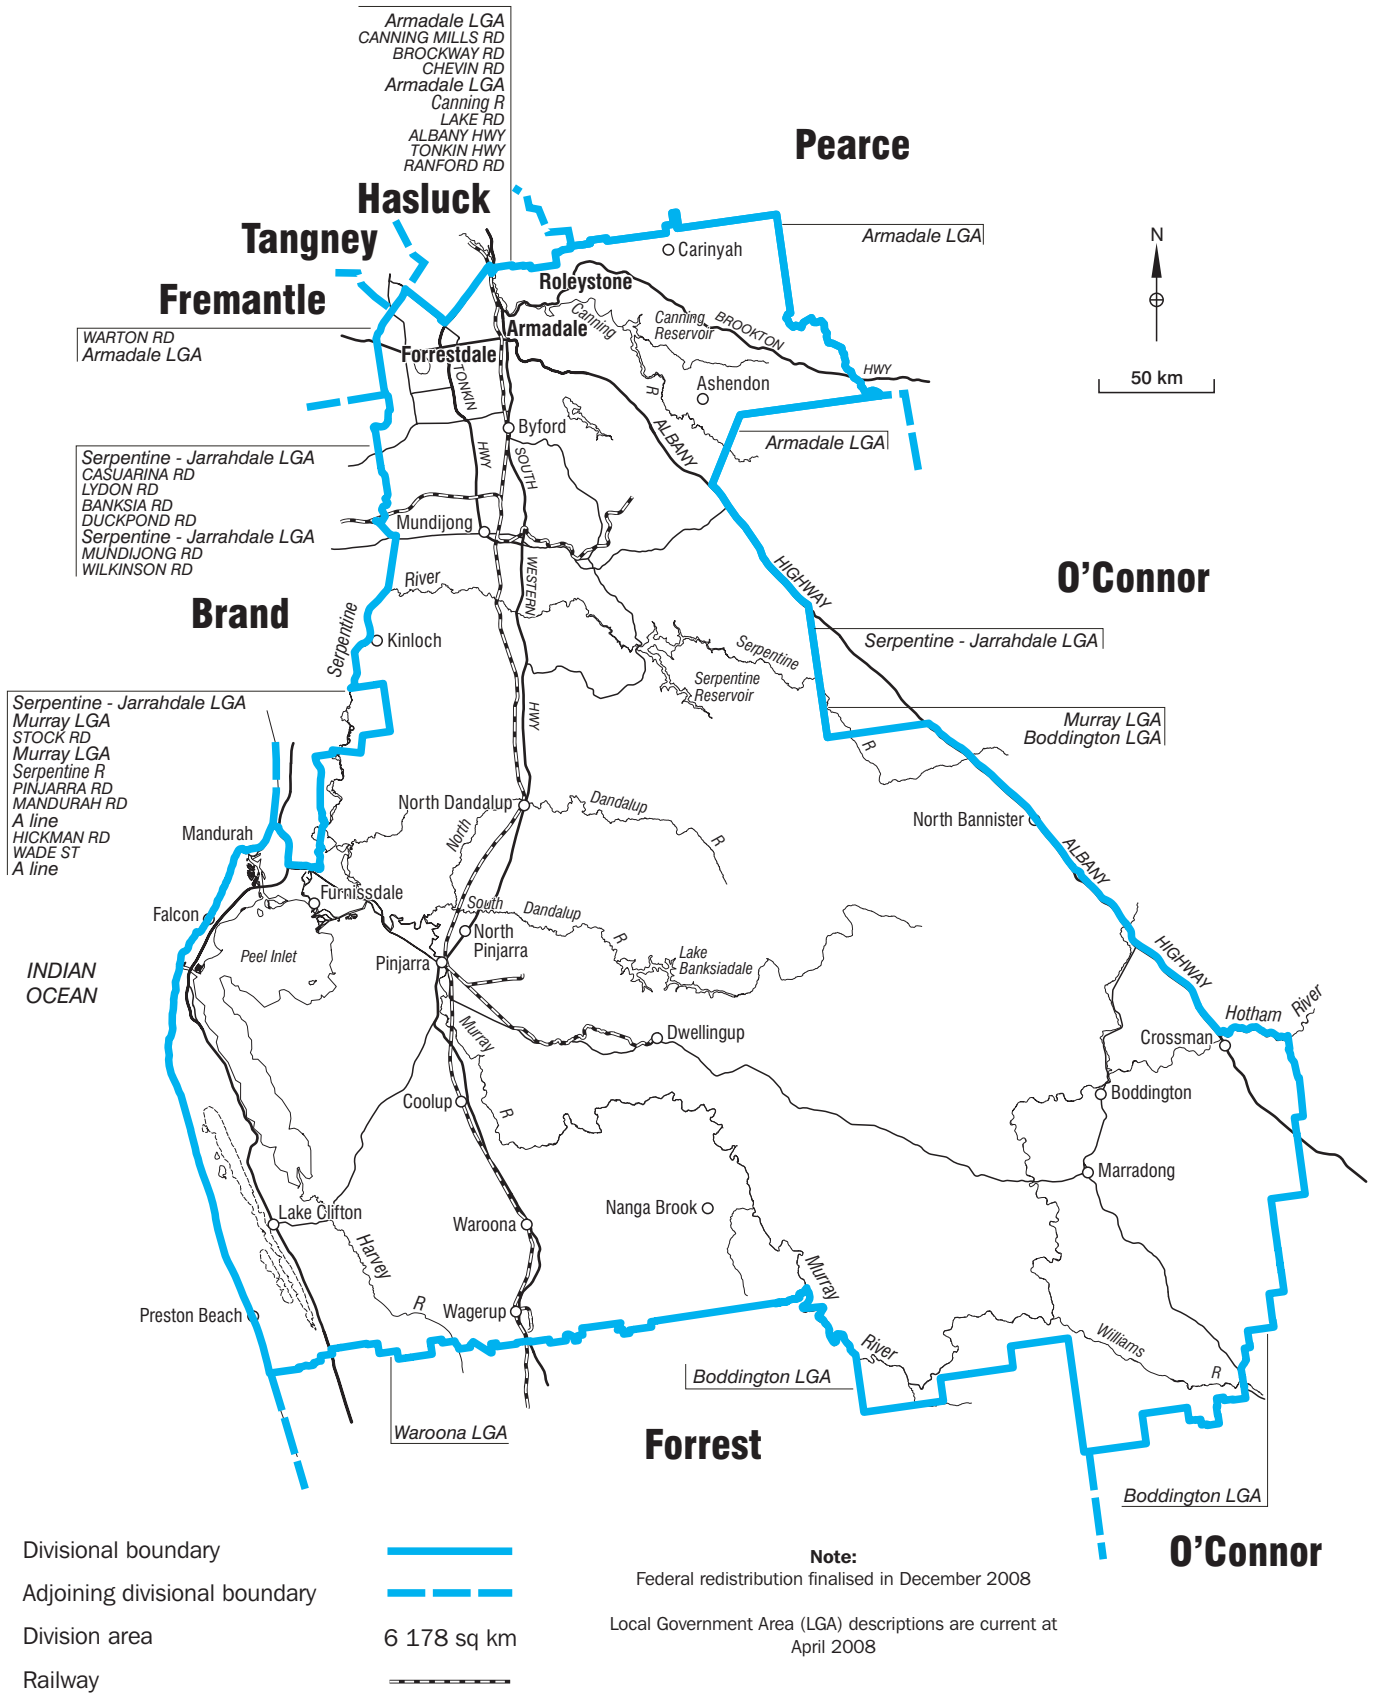 Armadale LGA
CANNING MILLS RD
BROCKWAY RD
CHEVIN RD
Armadale LGA
Canning R
LAKE RD
ALBANY HWY
TONKIN HWY
RANFORD RD
Pearce
Hasluck
Tangney
Fremantle
Armadale LGA
N
Carinyah
Roleystone
WARTON RD
Armadale LGA
Armadale
Canning
Canning
Reservoir
BROOKTON
HWY
Forrestdale
TONKIN
HWY
R
Ashendon
50 km
Byford
SOUTH
ALBANY
Armadale LGA
Serpentine - Jarrahdale LGA
CASUARINA RD
LYDON RD
BANKSIA RD
DUCKPOND RD
Serpentine - Jarrahdale LGA
MUNDIJONG RD
WILKINSON RD
Mundijong
WESTERN
HIGHWAY
O'Connor
River
Brand
Serpentine
Kinloch
Serpentine
Serpentine
Reservoir
Serpentine - Jarrahdale LGA
Serpentine - Jarrahdale LGA
Murray LGA
STOCK RD
Murray LGA
Serpentine R
PINJARRA RD
MANDURAH RD
A line
HICKMAN RD
WADE ST
A line
HWY
R
Murray LGA
Boddington LGA
North Dandalup
Dandalup
R
North
North Bannister
Mandurah
ALBANY
Furnissdale
Falcon
South
Dandalup
R
North
Pinjarra
Peel Inlet
Pinjarra
Lake
Banksiadale
HIGHWAY
INDIAN
OCEAN
Hotham
River
Murray
R
Dwellingup
Crossman
Coolup
Boddington
Marradong
Nanga Brook
Lake Clifton
Waroona
Harvey
R
Murray
River
Preston Beach
Wagerup
Williams
R
Boddington LGA
Waroona LGA
Forrest
Boddington LGA
O'Connor
Divisional boundary
Adjoining divisional boundary
Division area
6 178 sq km
Railway
Note:
Federal redistribution finalised in December 2008
Local Government Area (LGA) descriptions are current at
April 2008